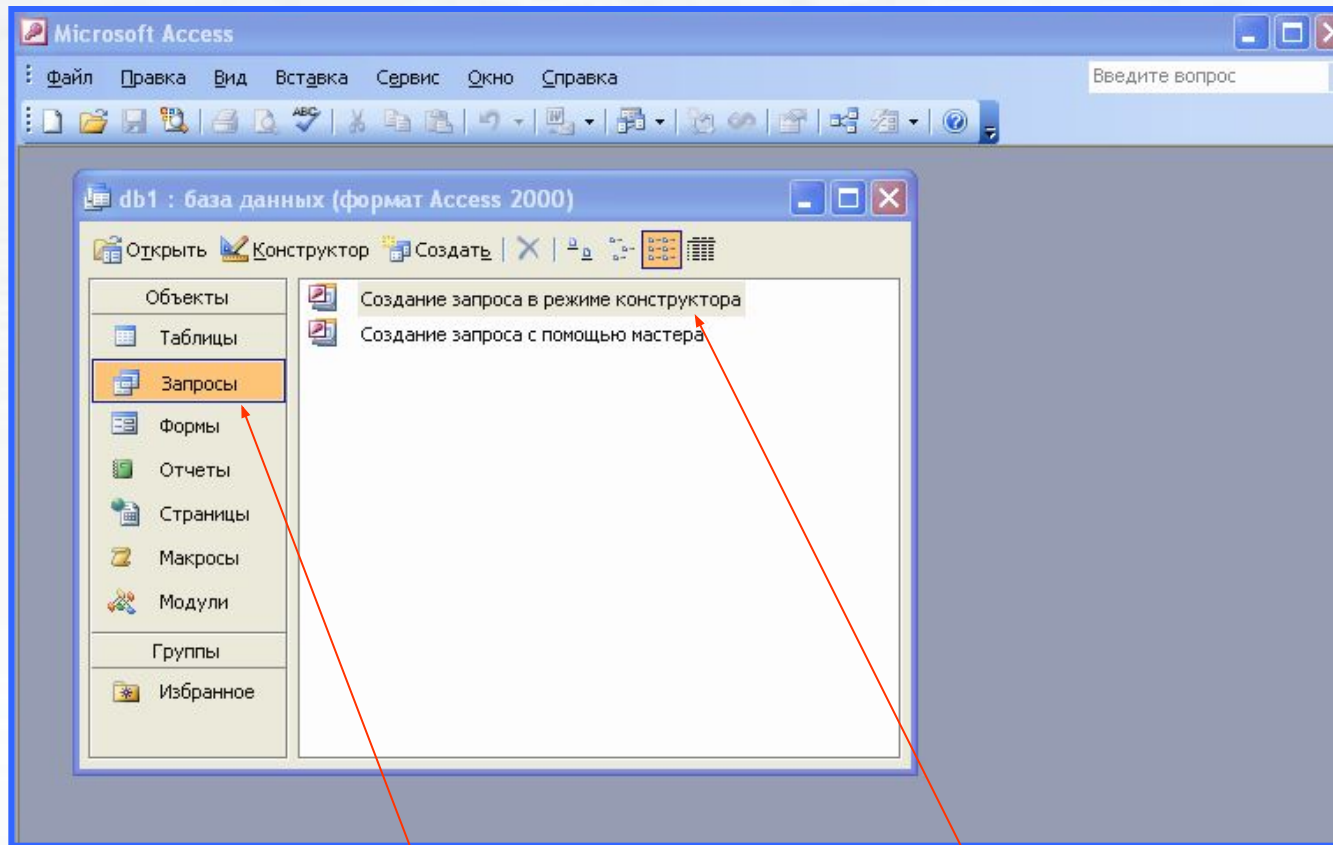 Microsoft Access
Файл Правка Вид Вставка Сервис Окно Справка Введите вопрос
ABC W
db1 : база данных (формат Access 2000)
Открыть Конструктор Создать
Объекты
Таблицы
Запросы
Формы
Отчеты
Страницы
Макросы
Модули
Группы
Избранное
Создание запроса в режиме конструктора
Создание запроса с помощью мастера